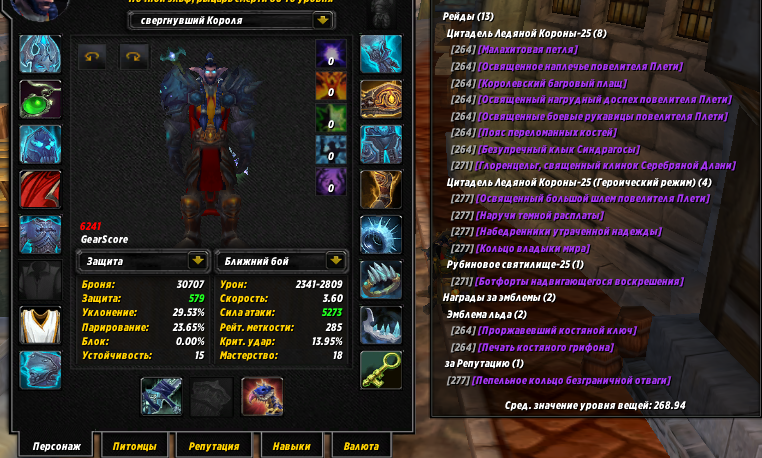 свергнувший Короля
0
0
0
0
0
6241
GearScore
Защита
Ближний бой
Броня: 30707
Защита: 579
Уклонение: 29.53%
Парирование: 23.65%
Блок: 0.00%
Устойчивость: 15
Урон: 2341-2809
Скорость: 3.60
Сила атаки: 5273
Рейт. меткости: 285
Крит. удар: 13.95%
Мастерство: 18
Персонаж
Питомцы
Репутация
Навыки
Валюта
Рейды (13)
Цитадель Ледяной Короны-25 (8)
[264] [Малахитовая петля]
[264] [Освященное наплечье повелителя Плети]
[264] [Королевский багровый плащ]
[264] [Освященный нагрудный доспех повелителя Плети]
[264] [Освященные боевые рукавицы повелителя Плети]
[264] [Пояс переломанных костей]
[264] [Безупречный клык Синдрагосы]
[271] [Глоренцельг, священный клинок Серебряной Длани]
Цитадель Ледяной Короны-25 (Героический режим) (4)
[277] [Освященный большой шлем повелителя Плети]
[277] [Наручи темной расплаты]
[277] [Набедренники утраченной надежды]
[277] [Кольцо владыки мира]
Рубиновое святилище-25 (1)
[271] [Ботфорты надвигающегося воскрешения]
Награды за эмблемы (2)
Эмблема льда (2)
[264] [Проржавевший костяной ключ]
[264] [Печать костяного грифона]
за Репутацию (1)
[277] [Пепельное кольцо безграничной отваги]
Сред. значение уровня вещей: 268.94